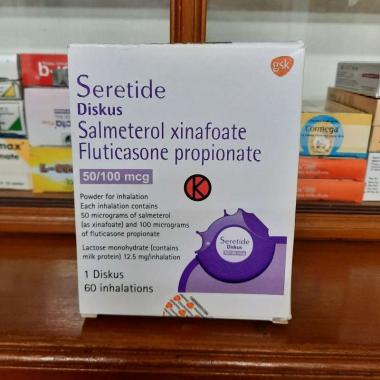 gsk
Seretide
Diskus
Salmeterol xinafoate
Fluticasone propionate
50/100 mcg
K
Powder for inhalation
Each inhalation contains
50 micrograms of salmeterol
(as xinafoate) and 100 micrograms
of fluticasone propionate
Lactose monohydrate (contains
milk protein) 12.5 mg/inhalation
1 Diskus
60 inhalations
Seretide
Diskus